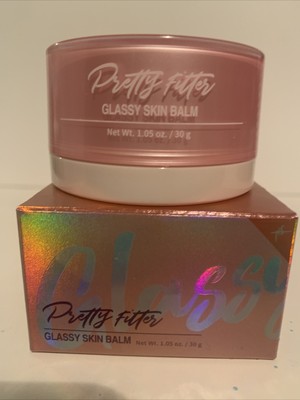 Pretty Filter
GLASSY SKIN BALM
Net Wt. 1.05 oz. / 30 g
Glassy
Pretty Filter
GLASSY SKIN BALM Net Wt. 1.05 oz. / 30 g